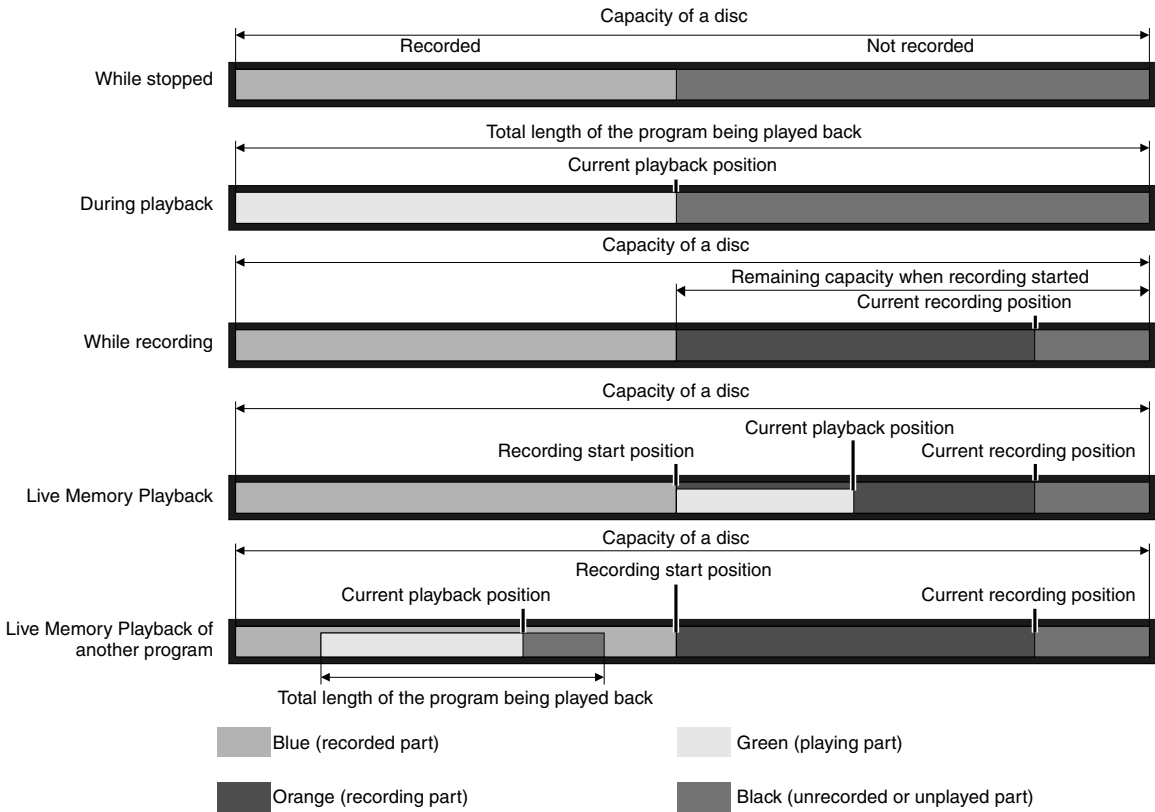 Capacity of a disc
Recorded
Not recorded
While stopped
Total length of the program being played back
Current playback position
During playback
Capacity of a disc
Remaining capacity when recording started
Current recording position
While recording
Capacity of a disc
Current playback position
Recording start position
Current recording position
Live Memory Playback
Capacity of a disc
Recording start position
Current playback position
Current recording position
Live Memory Playback of
another program
Total length of the program being played back
Blue (recorded part)
Green (playing part)
Orange (recording part)
Black (unrecorded or unplayed part)